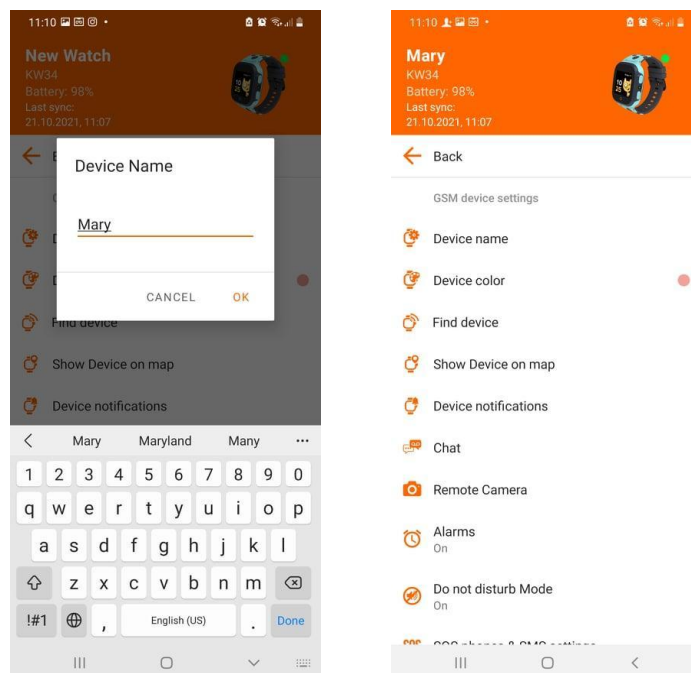 11:10
New Watch
KW34
Battery: 98%
Last sync:
21.10.2021, 11:07
Device Name
Mary
CANCEL OK
Find device
Show Device on map
Device notifications
Mary Maryland Many
1 2 3 4 5 6 7 8 9 0
q w e r t y u i o p
a s d f g h j k l
z x c v b n m
!#1 , English (US) . Done
11:10
Mary
KW34
Battery: 98%
Last sync:
21.10.2021, 11:07
Back
GSM device settings
Device name
Device color
Find device
Show Device on map
Device notifications
Chat
Remote Camera
Alarms
On
Do not disturb Mode
On
SOS phones & SMS settings